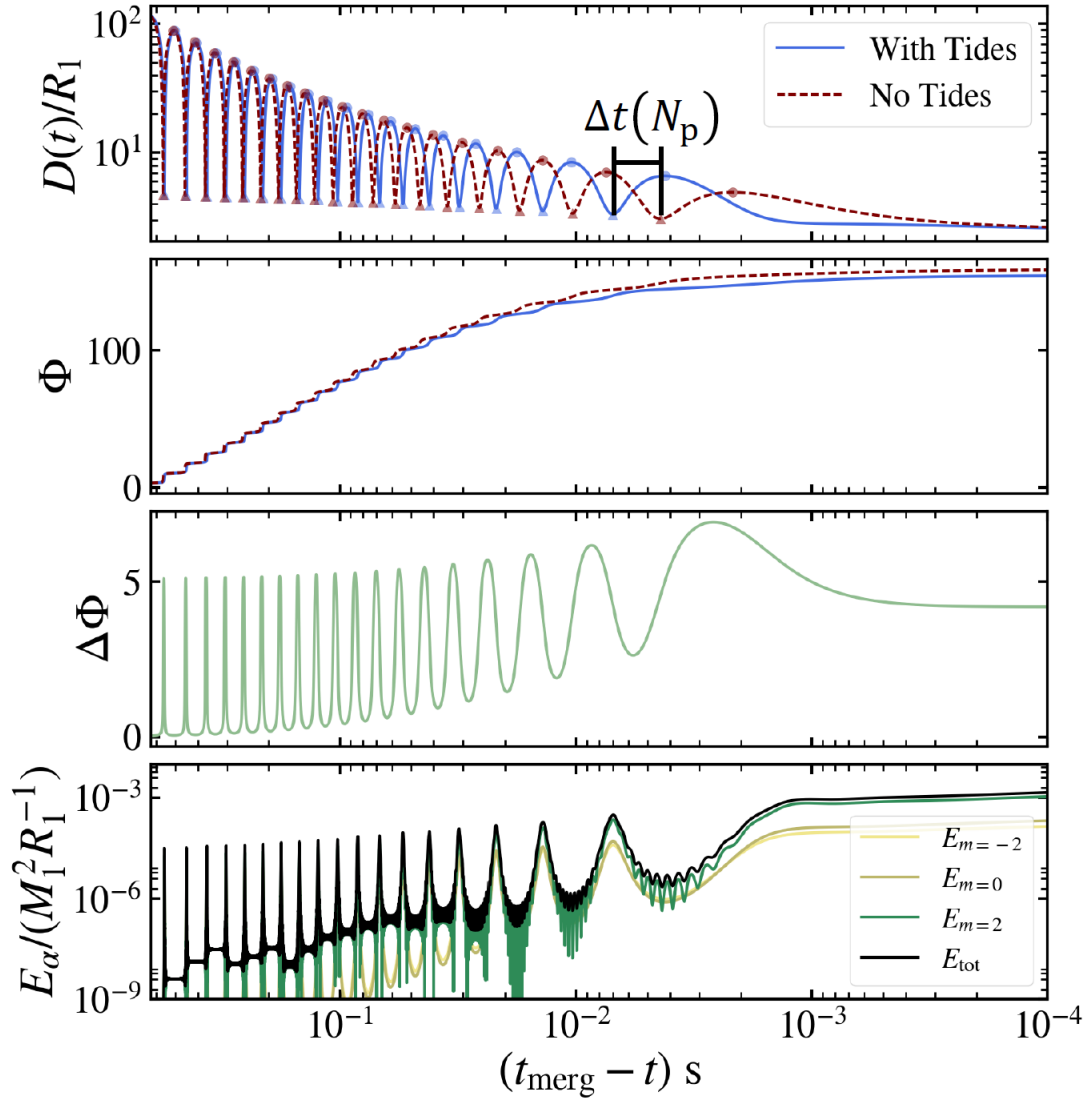 10²
10¹
D(t)/R₁
With Tides
No Tides
Δt(Nₚ)
100
0
Φ
5
0
ΔΦ
10⁻³
10⁻⁶
10⁻⁹
E_α/(M₁²R₁⁻¹)
E_{m=−2}
E_{m=0}
E_{m=2}
E_tot
10⁻¹ 10⁻² 10⁻³ 10⁻⁴
(t_merg − t) s